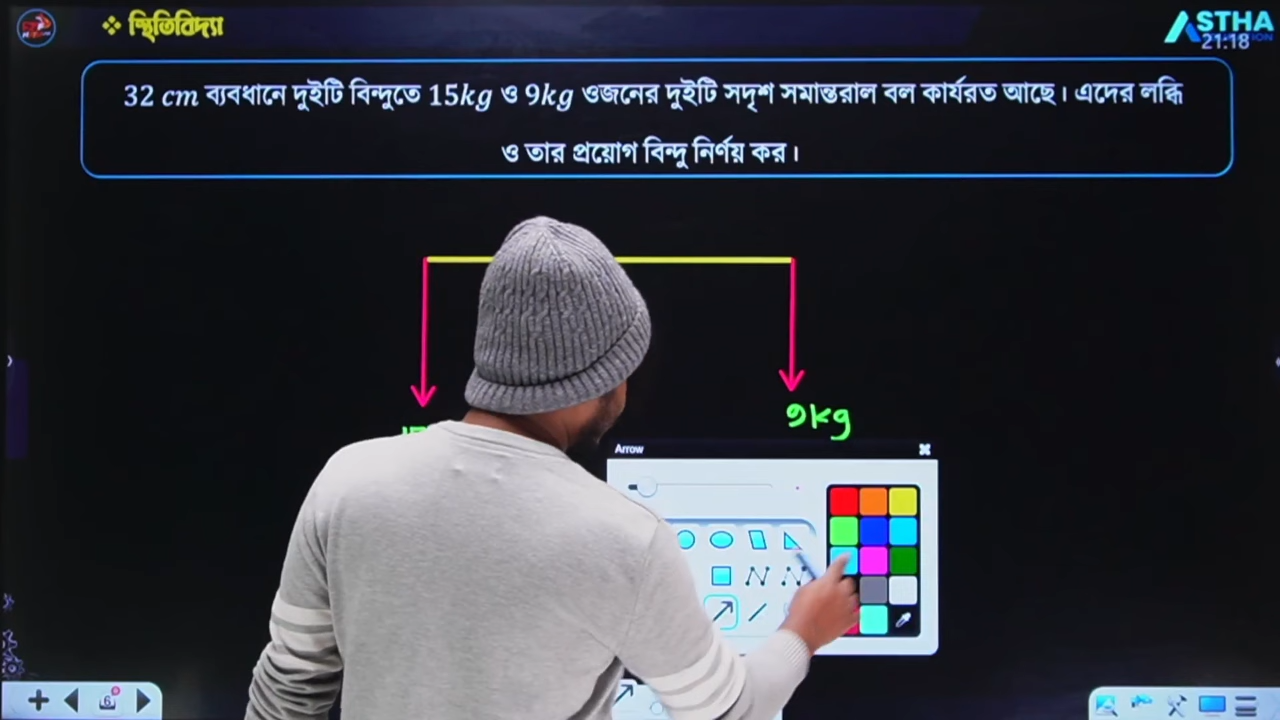 ❖ স্থিতিবিদ্যা
ASTHA
21:18
32 cm ব্যবধানে দুইটি বিন্দুতে 15kg ও 9kg ওজনের দুইটি সদৃশ সমান্তরাল বল কার্যরত আছে। এদের লব্ধি
ও তার প্রয়োগ বিন্দু নির্ণয় কর।
9kg
Arrow
6